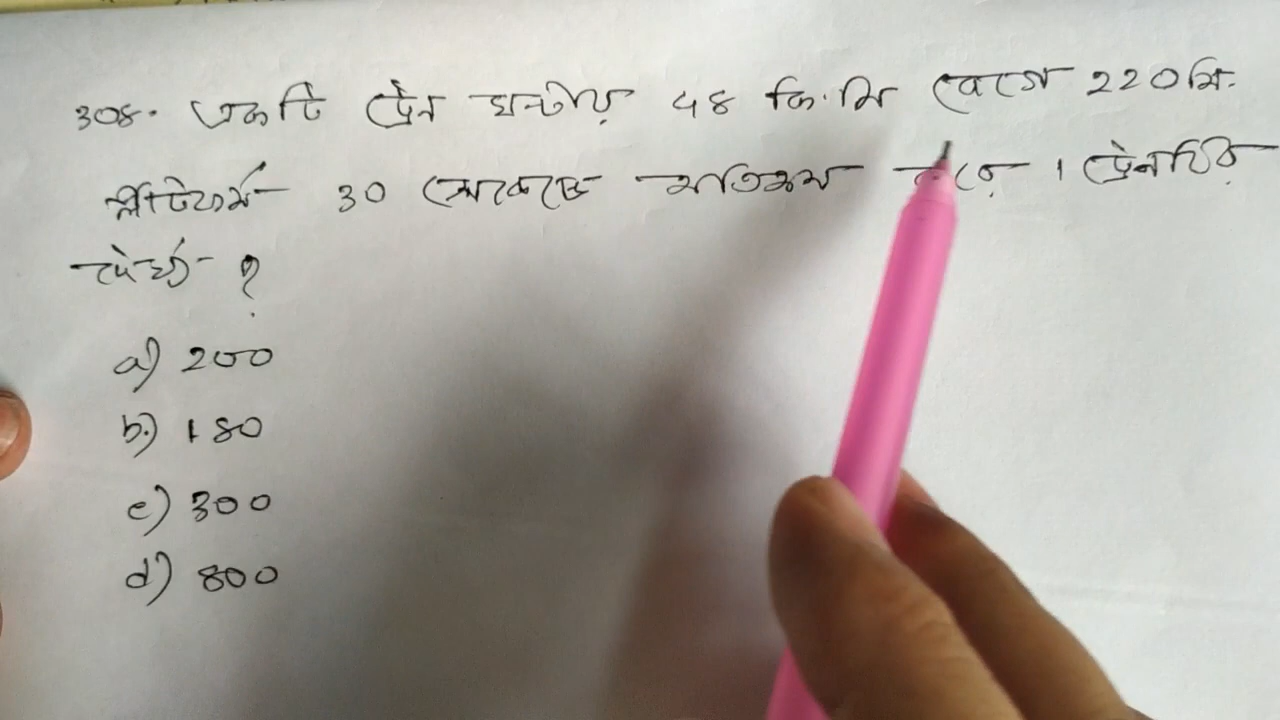 308. একটি ট্রেন ঘন্টায় 48 কি.মি বেগে 220মি.
প্লাটফর্ম 30 সেকেন্ডে অতিক্রম করে। ট্রেনটির
দৈর্ঘ্য ?
a) 200
b.) 180
c) 300
d) 800